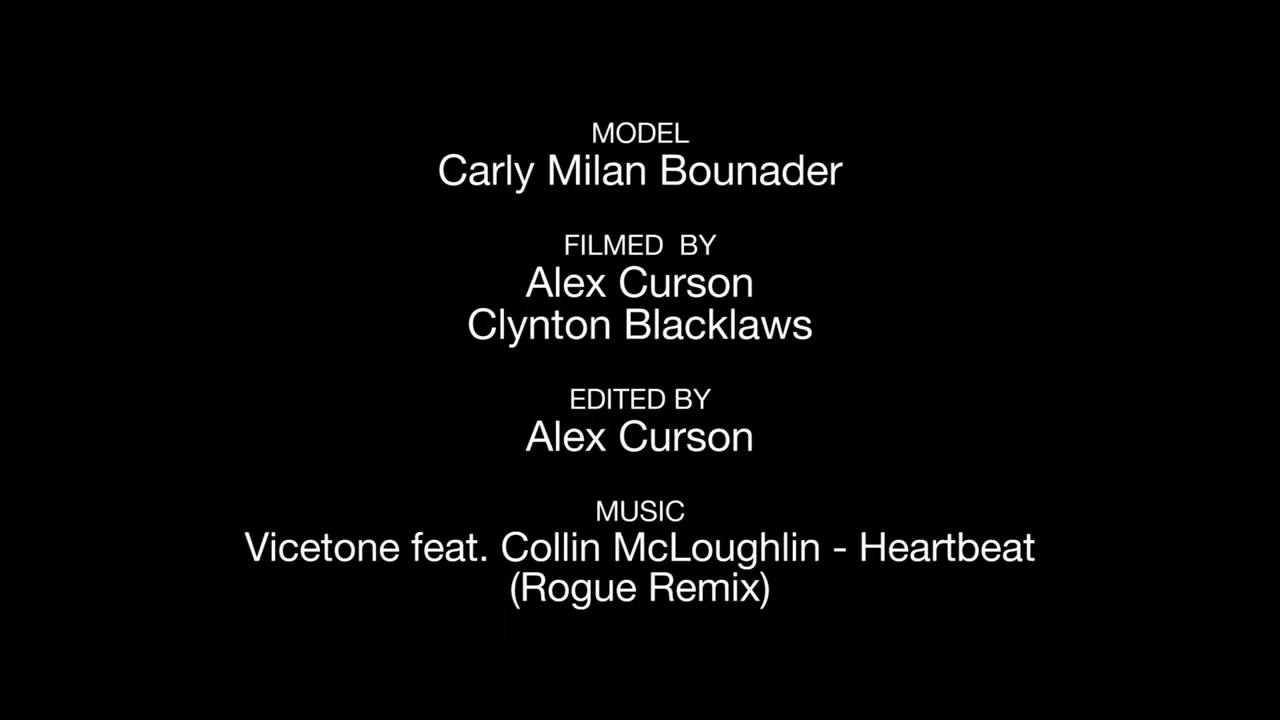 MODEL
Carly Milan Bounader
FILMED BY
Alex Curson
Clynton Blacklaws
EDITED BY
Alex Curson
MUSIC
Vicetone feat. Collin McLoughlin - Heartbeat
(Rogue Remix)